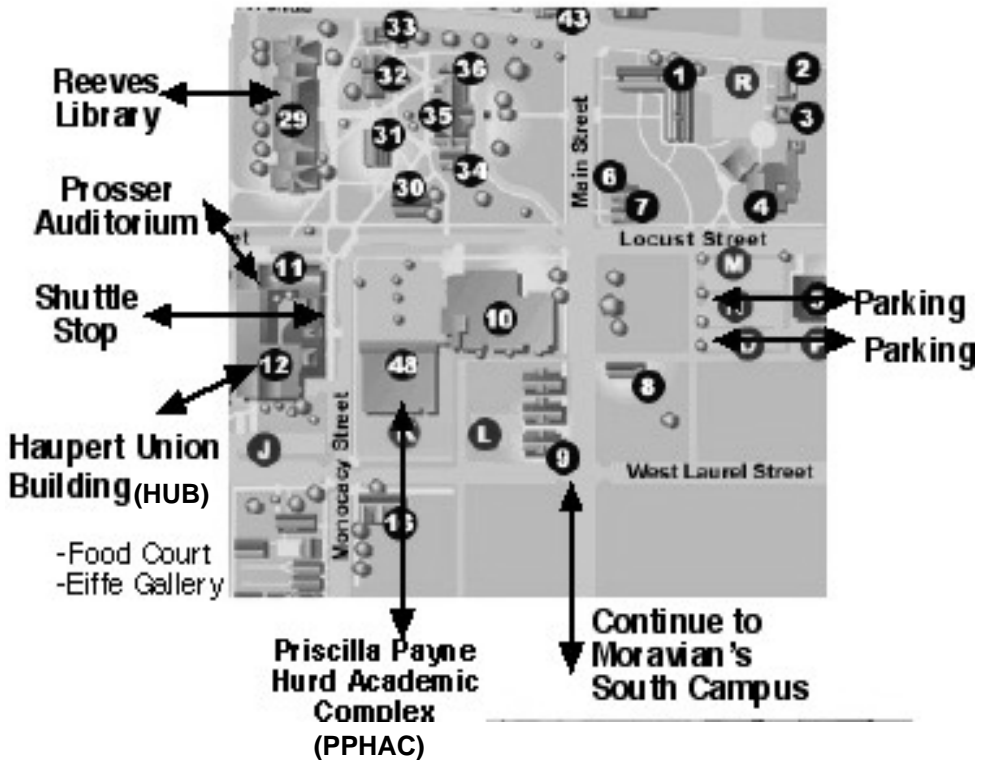 33
43
32
36
1
2
R
Reeves
Library
29
35
3
31
34
Main Street
6
30
7
4
Prosser
Auditorium
Locust Street
11
M
Shuttle
Stop
10
Parking
Parking
12
48
8
Haupert Union
Building(HUB)
J
L
9
West Laurel Street
Monocacy Street
16
-Food Court
-Eiffe Gallery
Priscilla Payne
Hurd Academic
Complex
(PPHAC)
Continue to
Moravian's
South Campus